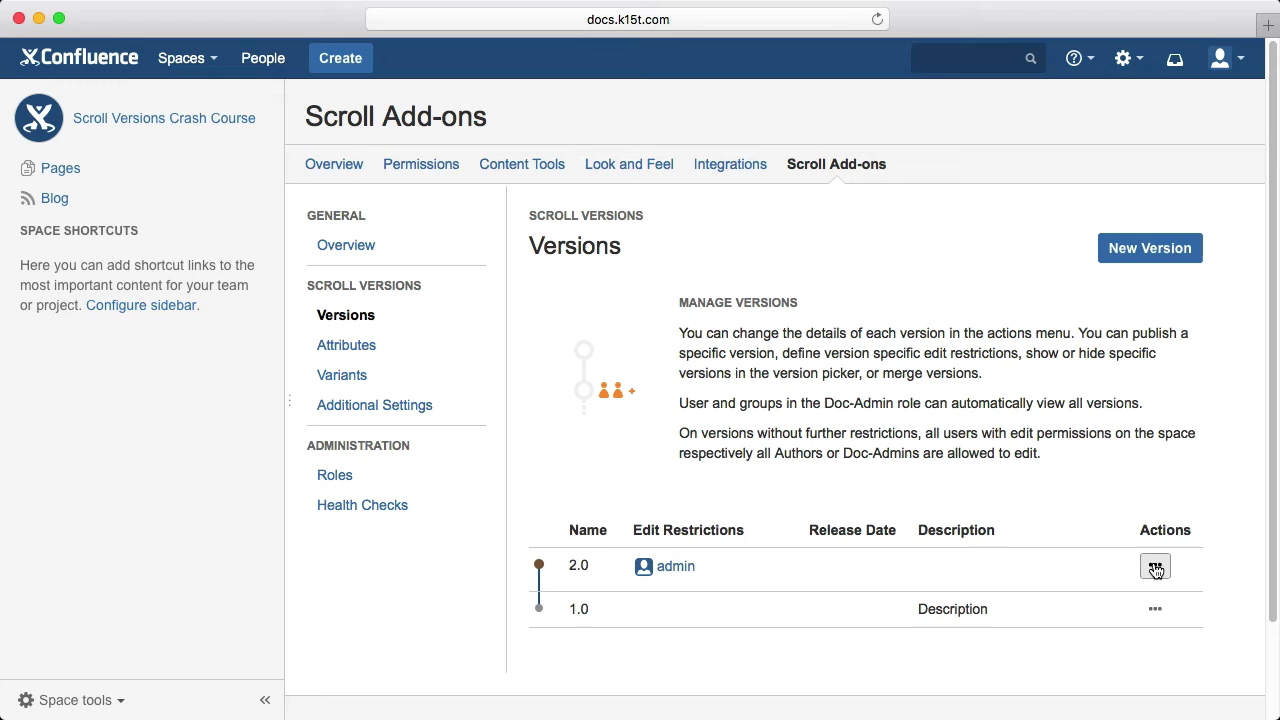 docs.k15t.com
Confluence
Spaces
People
Create
Scroll Versions Crash Course
Pages
Blog
SPACE SHORTCUTS
Here you can add shortcut links to the
most important content for your team
or project. Configure sidebar.
Space tools
Scroll Add-ons
Overview
Permissions
Content Tools
Look and Feel
Integrations
Scroll Add-ons
GENERAL
Overview
SCROLL VERSIONS
Versions
Attributes
Variants
Additional Settings
ADMINISTRATION
Roles
Health Checks
SCROLL VERSIONS
Versions
New Version
MANAGE VERSIONS
You can change the details of each version in the actions menu. You can publish a
specific version, define version specific edit restrictions, show or hide specific
versions in the version picker, or merge versions.
User and groups in the Doc-Admin role can automatically view all versions.
On versions without further restrictions, all users with edit permissions on the space
respectively all Authors or Doc-Admins are allowed to edit.
Name Edit Restrictions Release Date Description Actions
2.0 admin
1.0 Description